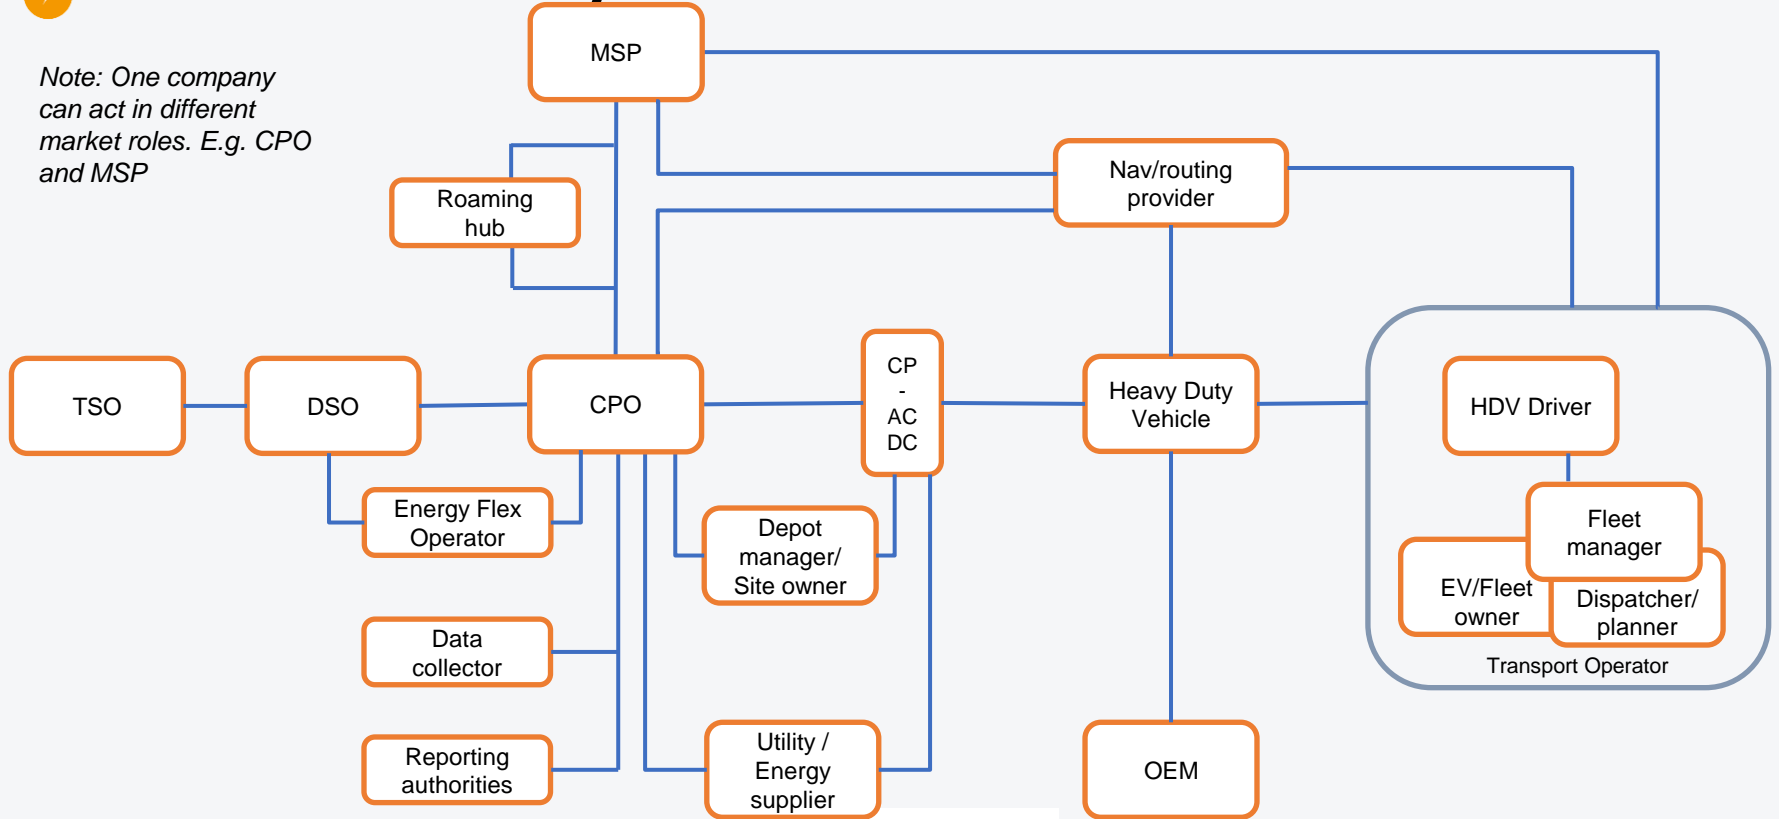 MSP
Note: One company
can act in different
market roles. E.g. CPO
and MSP
Nav/routing
provider
Roaming
hub
TSO
DSO
CPO
CP
-
AC
DC
Heavy Duty
Vehicle
HDV Driver
Energy Flex
Operator
Depot
manager/
Site owner
Fleet
manager
EV/Fleet
owner
Dispatcher/
planner
Transport Operator
Data
collector
Reporting
authorities
Utility /
Energy
supplier
OEM